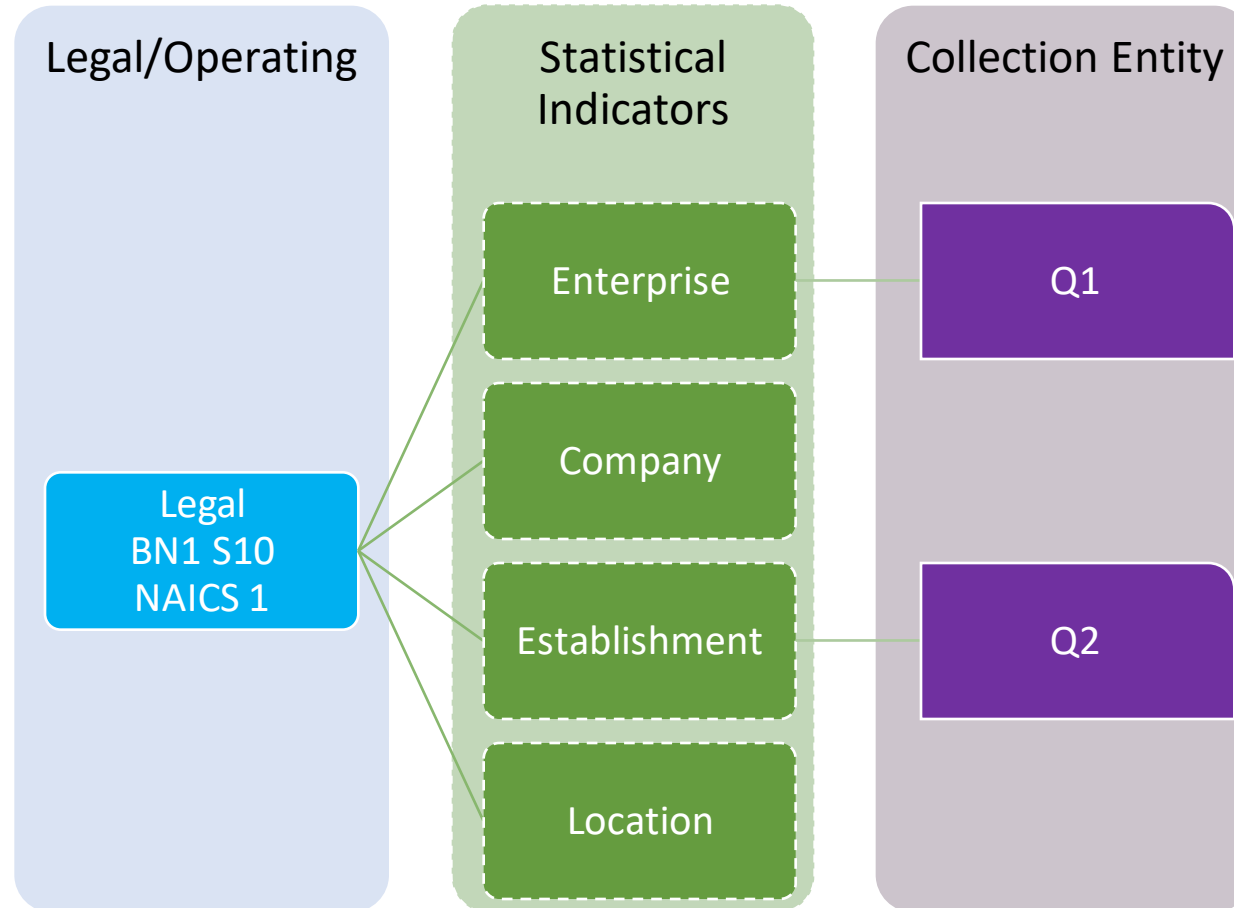 Legal/Operating
Statistical
Indicators
Collection Entity
Enterprise
Q1
Company
Legal
BN1 S10
NAICS 1
Establishment
Q2
Location